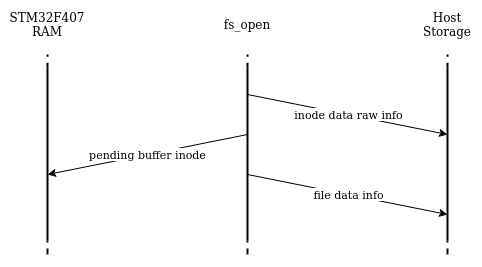 STM32F407
RAM
fs_open
Host
Storage
inode data raw info
pending buffer inode
file data info